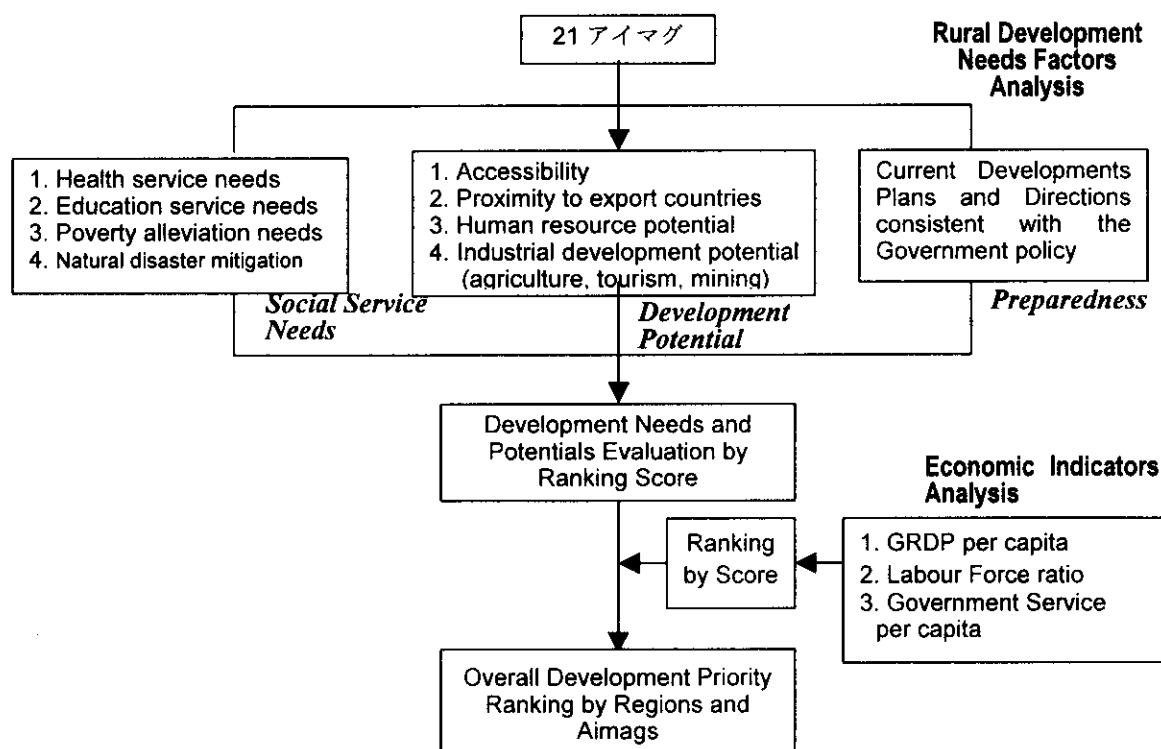 21 アイマグ
Rural Development
Needs Factors
Analysis
1. Health service needs
2. Education service needs
3. Poverty alleviation needs
4. Natural disaster mitigation
Social Service
Needs
1. Accessibility
2. Proximity to export countries
3. Human resource potential
4. Industrial development potential
(agriculture, tourism, mining)
Development
Potential
Current Developments
Plans and Directions
consistent with the
Government policy
Preparedness
Development Needs and
Potentials Evaluation by
Ranking Score
Economic Indicators
Analysis
Ranking
by Score
1. GRDP per capita
2. Labour Force ratio
3. Government Service
per capita
Overall Development Priority
Ranking by Regions and
Aimags